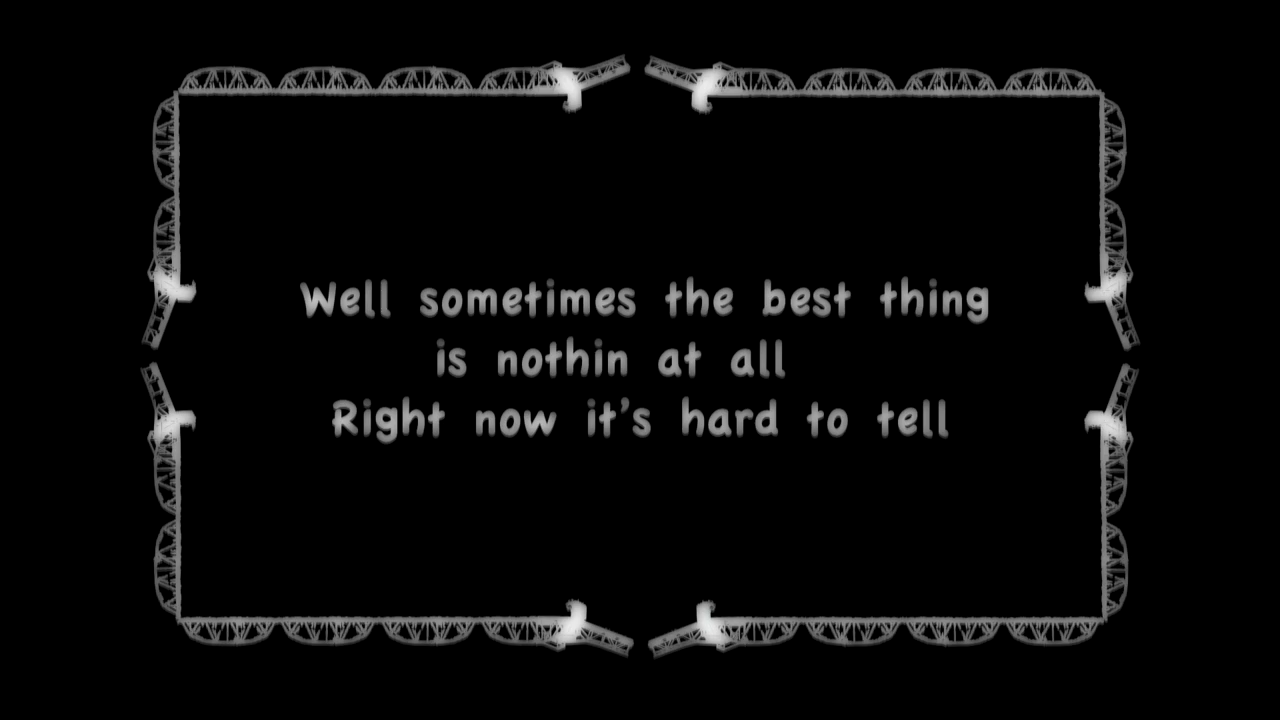 Well sometimes the best thing
is nothin at all
Right now it's hard to tell